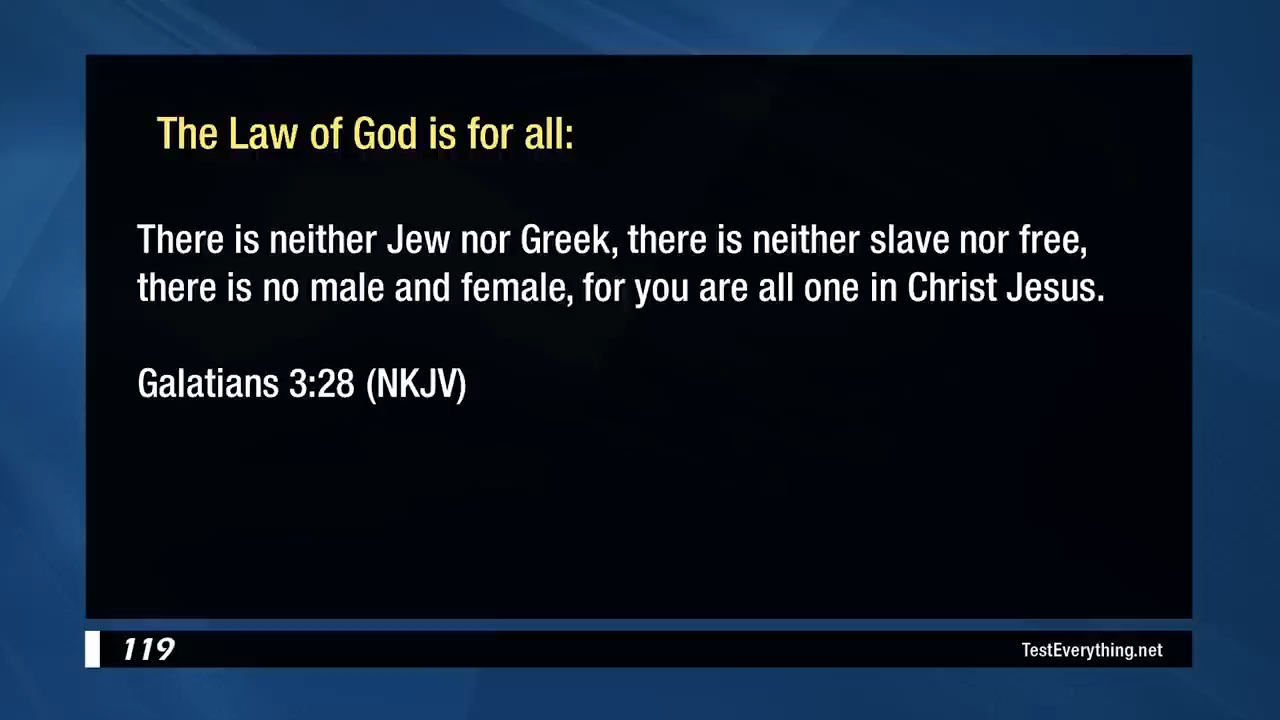 The Law of God is for all:
There is neither Jew nor Greek, there is neither slave nor free,
there is no male and female, for you are all one in Christ Jesus.
Galatians 3:28 (NKJV)
119
TestEverything.net